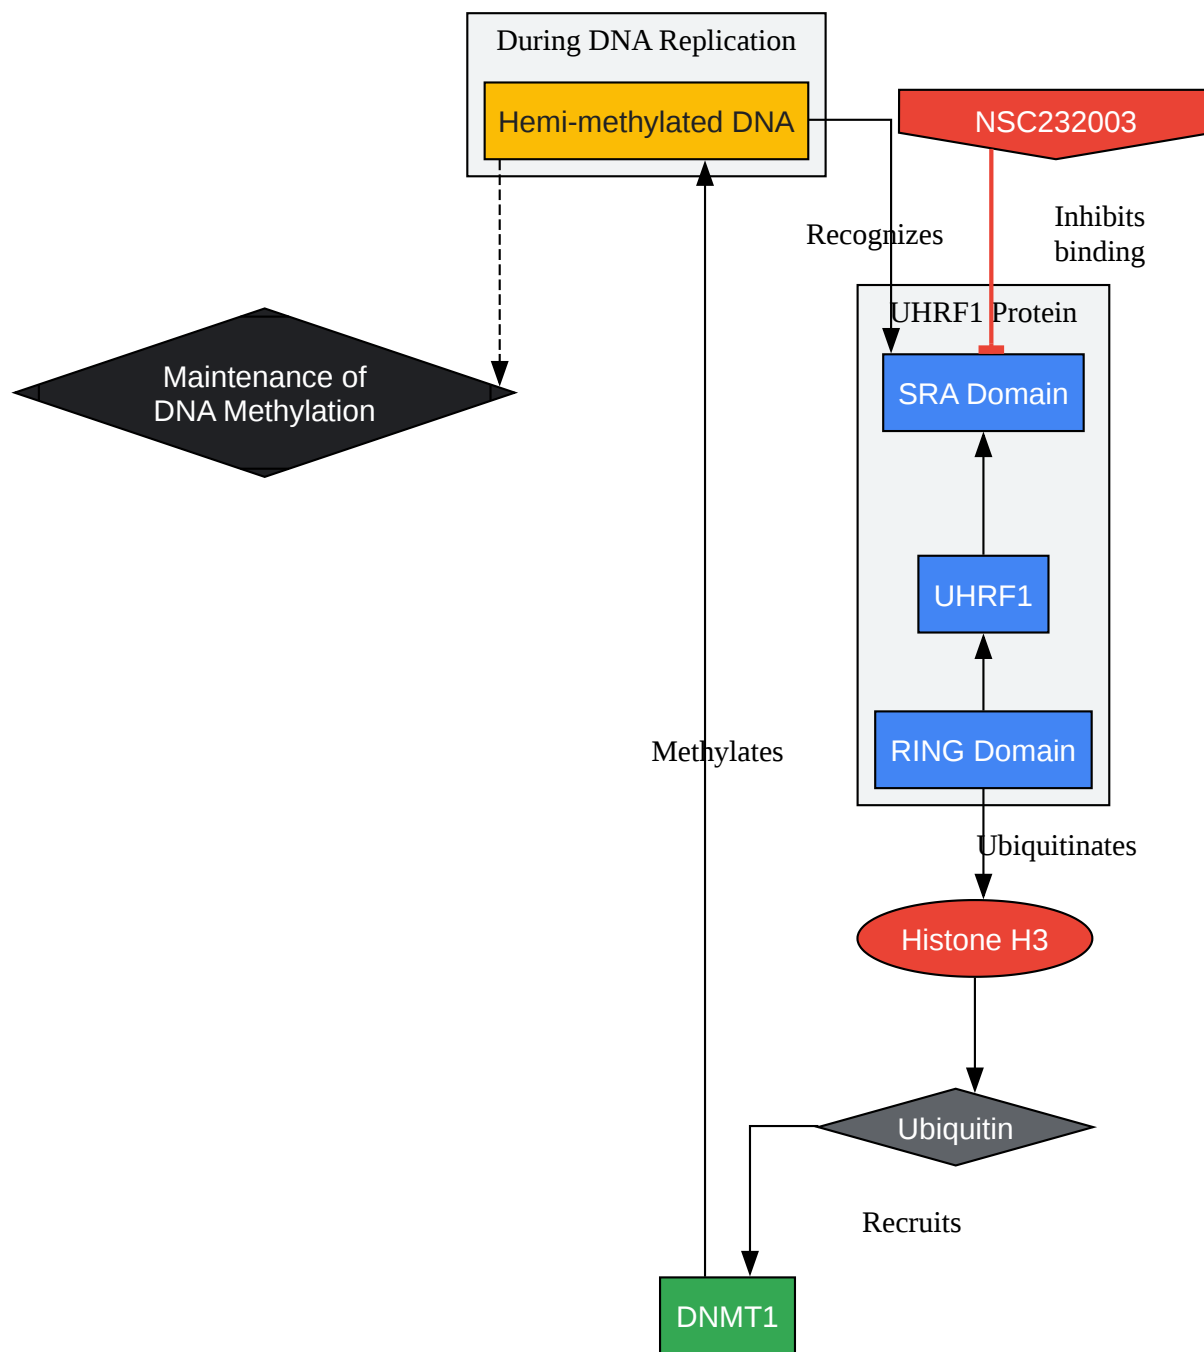 During DNA Replication
Hemi-methylated DNA
NSC232003
Recognizes
Inhibits
binding
UHRF1 Protein
SRA Domain
Maintenance of
DNA Methylation
UHRF1
RING Domain
Methylates
Ubiquitinates
Histone H3
Ubiquitin
Recruits
DNMT1